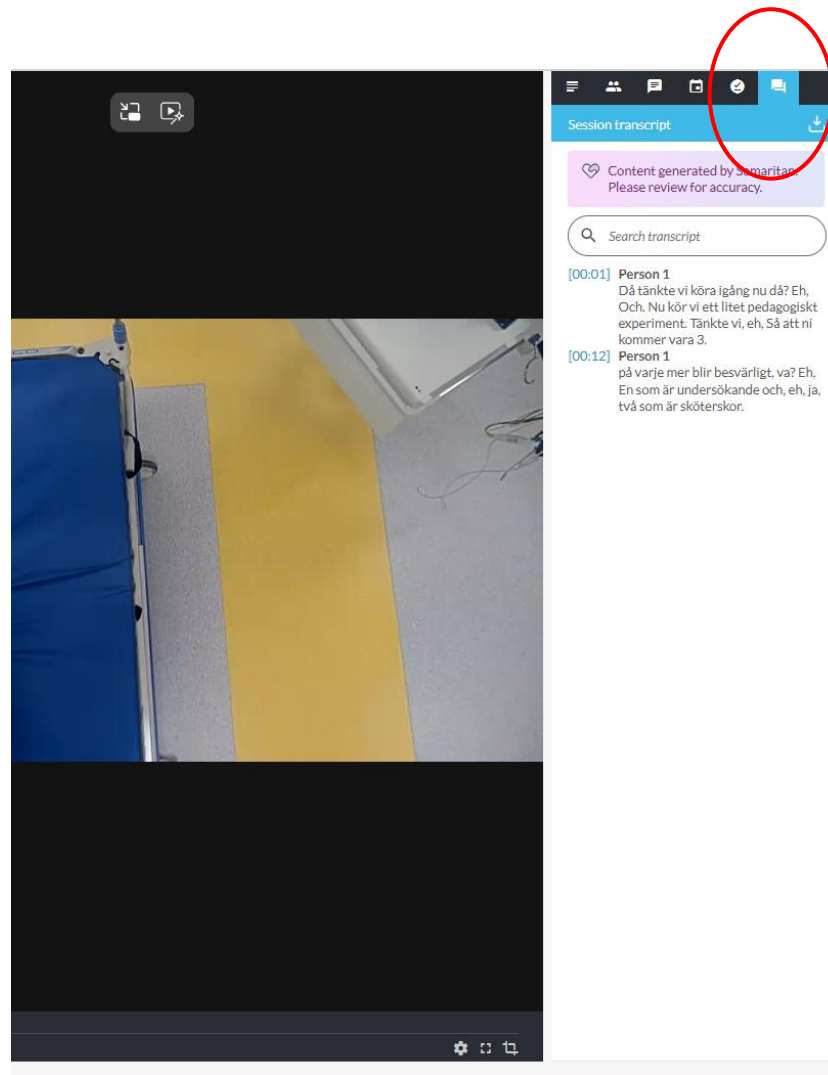 Session transcript
Content generated by Samaritan.
Please review for accuracy.
Search transcript
[00:01] Person 1
Då tänkte vi köra igång nu då? Eh,
Och. Nu kör vi ett litet pedagogiskt
experiment. Tänkte vi, eh, Så att ni
kommer vara 3.
[00:12] Person 1
på varje mer blir besvärligt, va? Eh,
En som är undersökande och, eh, ja,
två som är sköterskor.